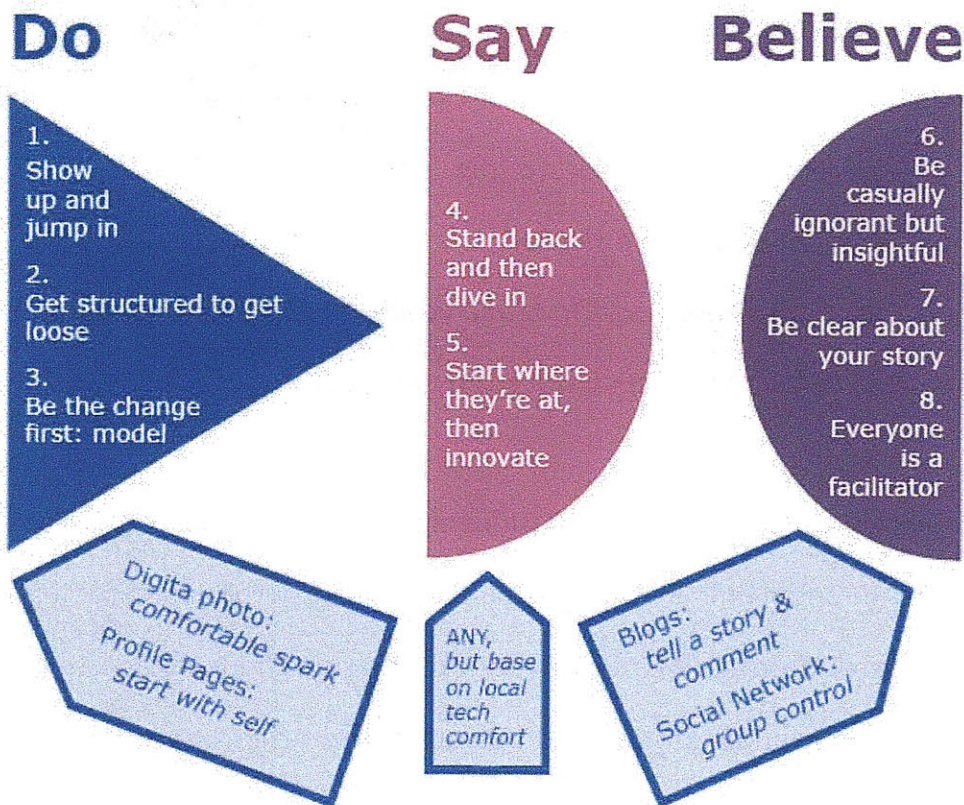 Do
1.
Show
up and
jump in
2.
Get structured to get
loose
3.
Be the change
first: model
Say
4.
Stand back
and then
dive in
5.
Start where
they're at,
then
innovate
Believe
6.
Be
casually
ignorant but
insightful
7.
Be clear about
your story
8.
Everyone
is a
facilitator
Digita photo:
comfortable spark
Profile Pages:
start with self
ANY,
but base
on local
tech
comfort
Blogs:
tell a story &
comment
Social Network:
group control